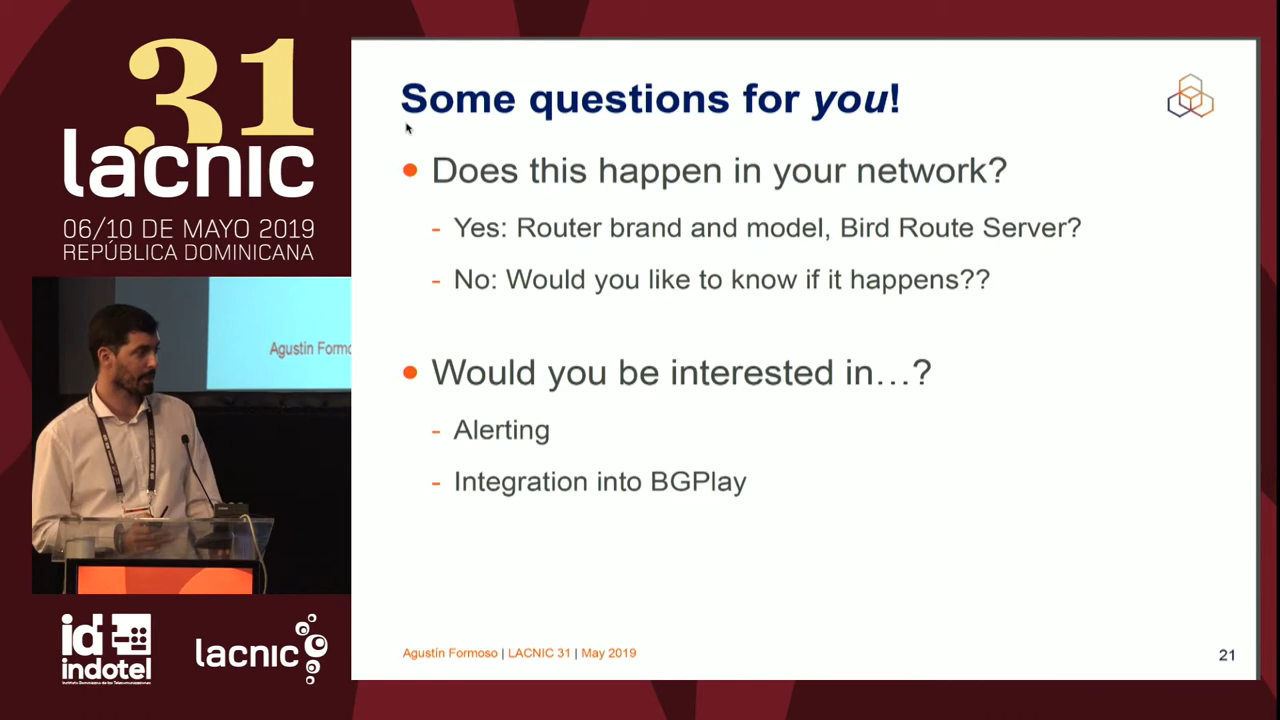 31
lacnic
06/10 DE MAYO 2019
REPÚBLICA DOMINICANA
Agustín Formo
indotel
lacnic
Some questions for you!
Does this happen in your network?
- Yes: Router brand and model, Bird Route Server?
- No: Would you like to know if it happens??
Would you be interested in…?
- Alerting
- Integration into BGPlay
Agustín Formoso | LACNIC 31 | May 2019
21